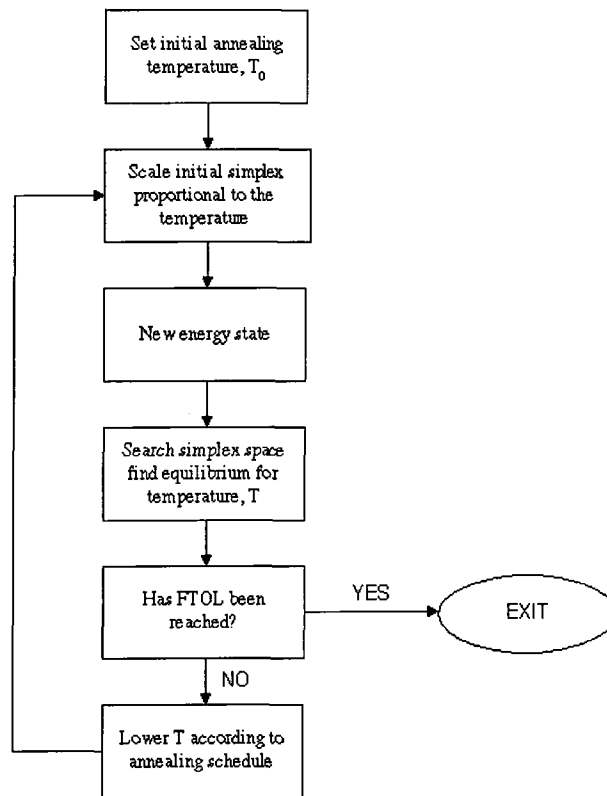 Set initial annealing
temperature, T₀
Scale initial simplex
proportional to the
temperature
New energy state
Search simplex space
find equilibrium for
temperature, T
Has FTOL been
reached?
YES
EXIT
NO
Lower T according to
annealing schedule